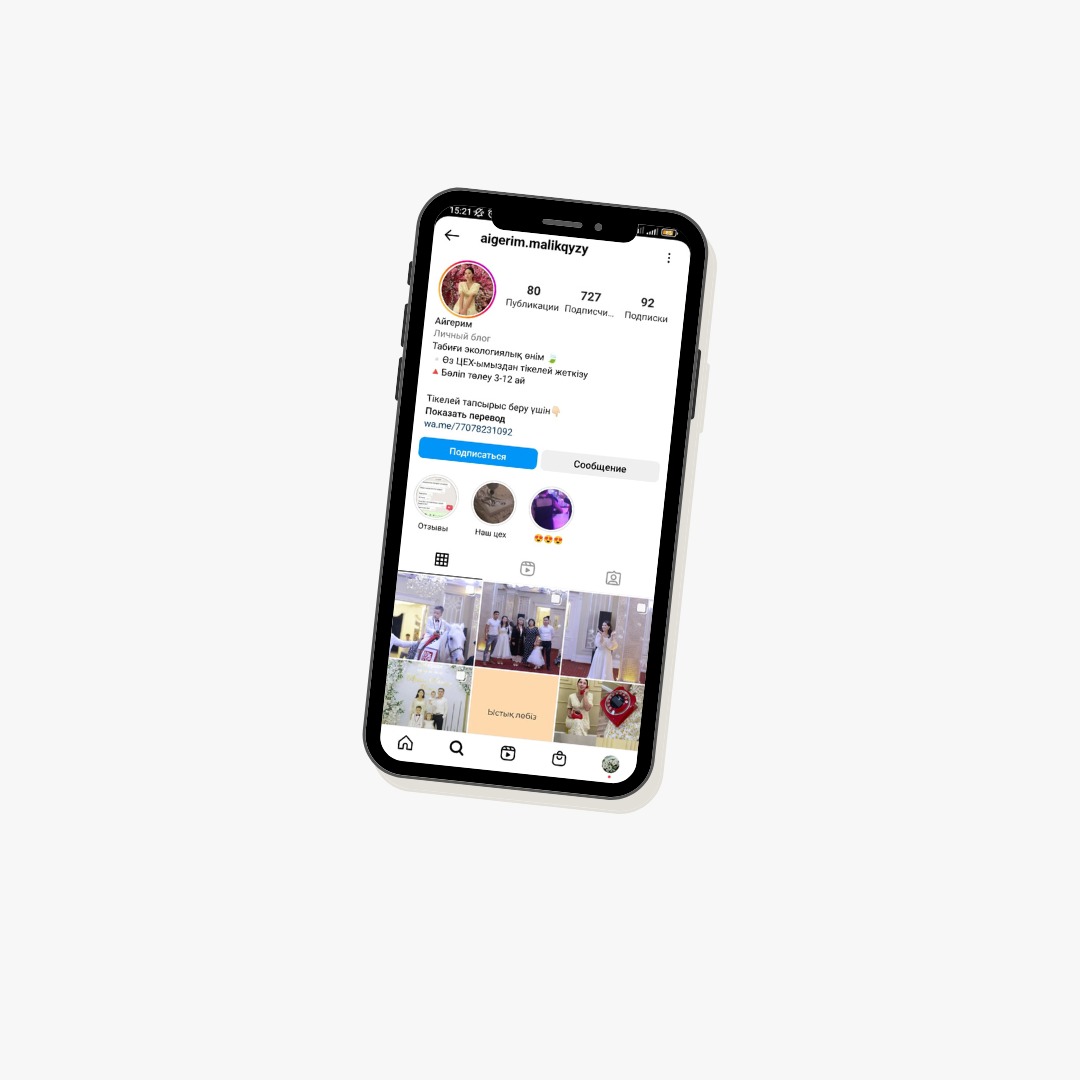 15:21
aigerim.malikqyzy
80
727
92
Публикации
Подписчи...
Подписки
Айгерим
Личный блог
Табиғи экологиялық өнім 🍃
▫️Өз ЦЕХ-ымыздан тікелей жеткізу
🔺Бөліп төлеу 3-12 ай
Тікелей тапсырыс беру үшін👇🏻
Показать перевод
wa.me/77078231092
Подписаться
Сообщение
Отзывы
Наш цех
😍😍😍
Ыстық лебіз